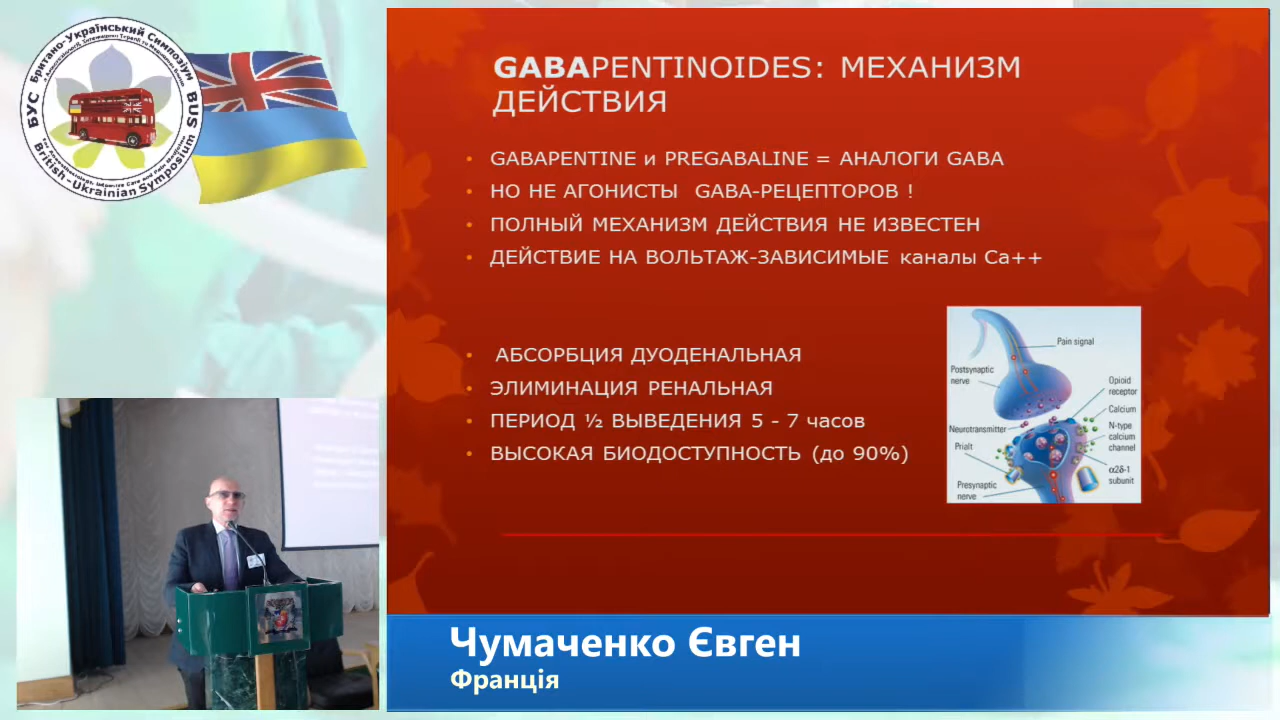 Британо-Український Симпозіум
БУС
BUS
British-Ukrainian Symposium
GABAPENTINOIDES: МЕХАНИЗМ
ДЕЙСТВИЯ
• GABAPENTINE и PREGABALINE = АНАЛОГИ GABA
• НО НЕ АГОНИСТЫ GABA-РЕЦЕПТОРОВ !
• ПОЛНЫЙ МЕХАНИЗМ ДЕЙСТВИЯ НЕ ИЗВЕСТЕН
• ДЕЙСТВИЕ НА ВОЛЬТАЖ-ЗАВИСИМЫЕ каналы Ca++
• АБСОРБЦИЯ ДУОДЕНАЛЬНАЯ
• ЭЛИМИНАЦИЯ РЕНАЛЬНАЯ
• ПЕРИОД ½ ВЫВЕДЕНИЯ 5 - 7 часов
• ВЫСОКАЯ БИОДОСТУПНОСТЬ (до 90%)
Pain signal
Postsynaptic
nerve
Opioid
receptor
Calcium
Neurotransmitter
N-type
calcium
channel
Prialt
α2δ-1
subunit
Presynaptic
nerve
Чумаченко Євген
Франція